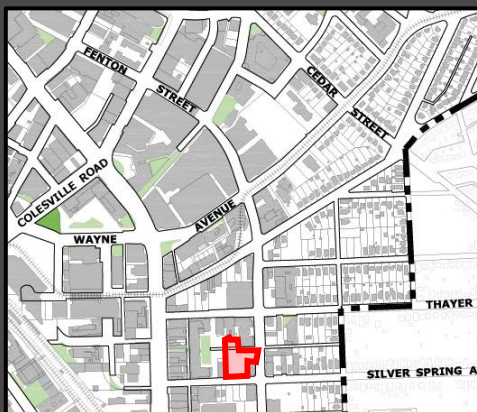 FENTON
STREET
CEDAR
STREET
COLESVILLE ROAD
AVENUE
WAYNE
THAYER
SILVER SPRING A